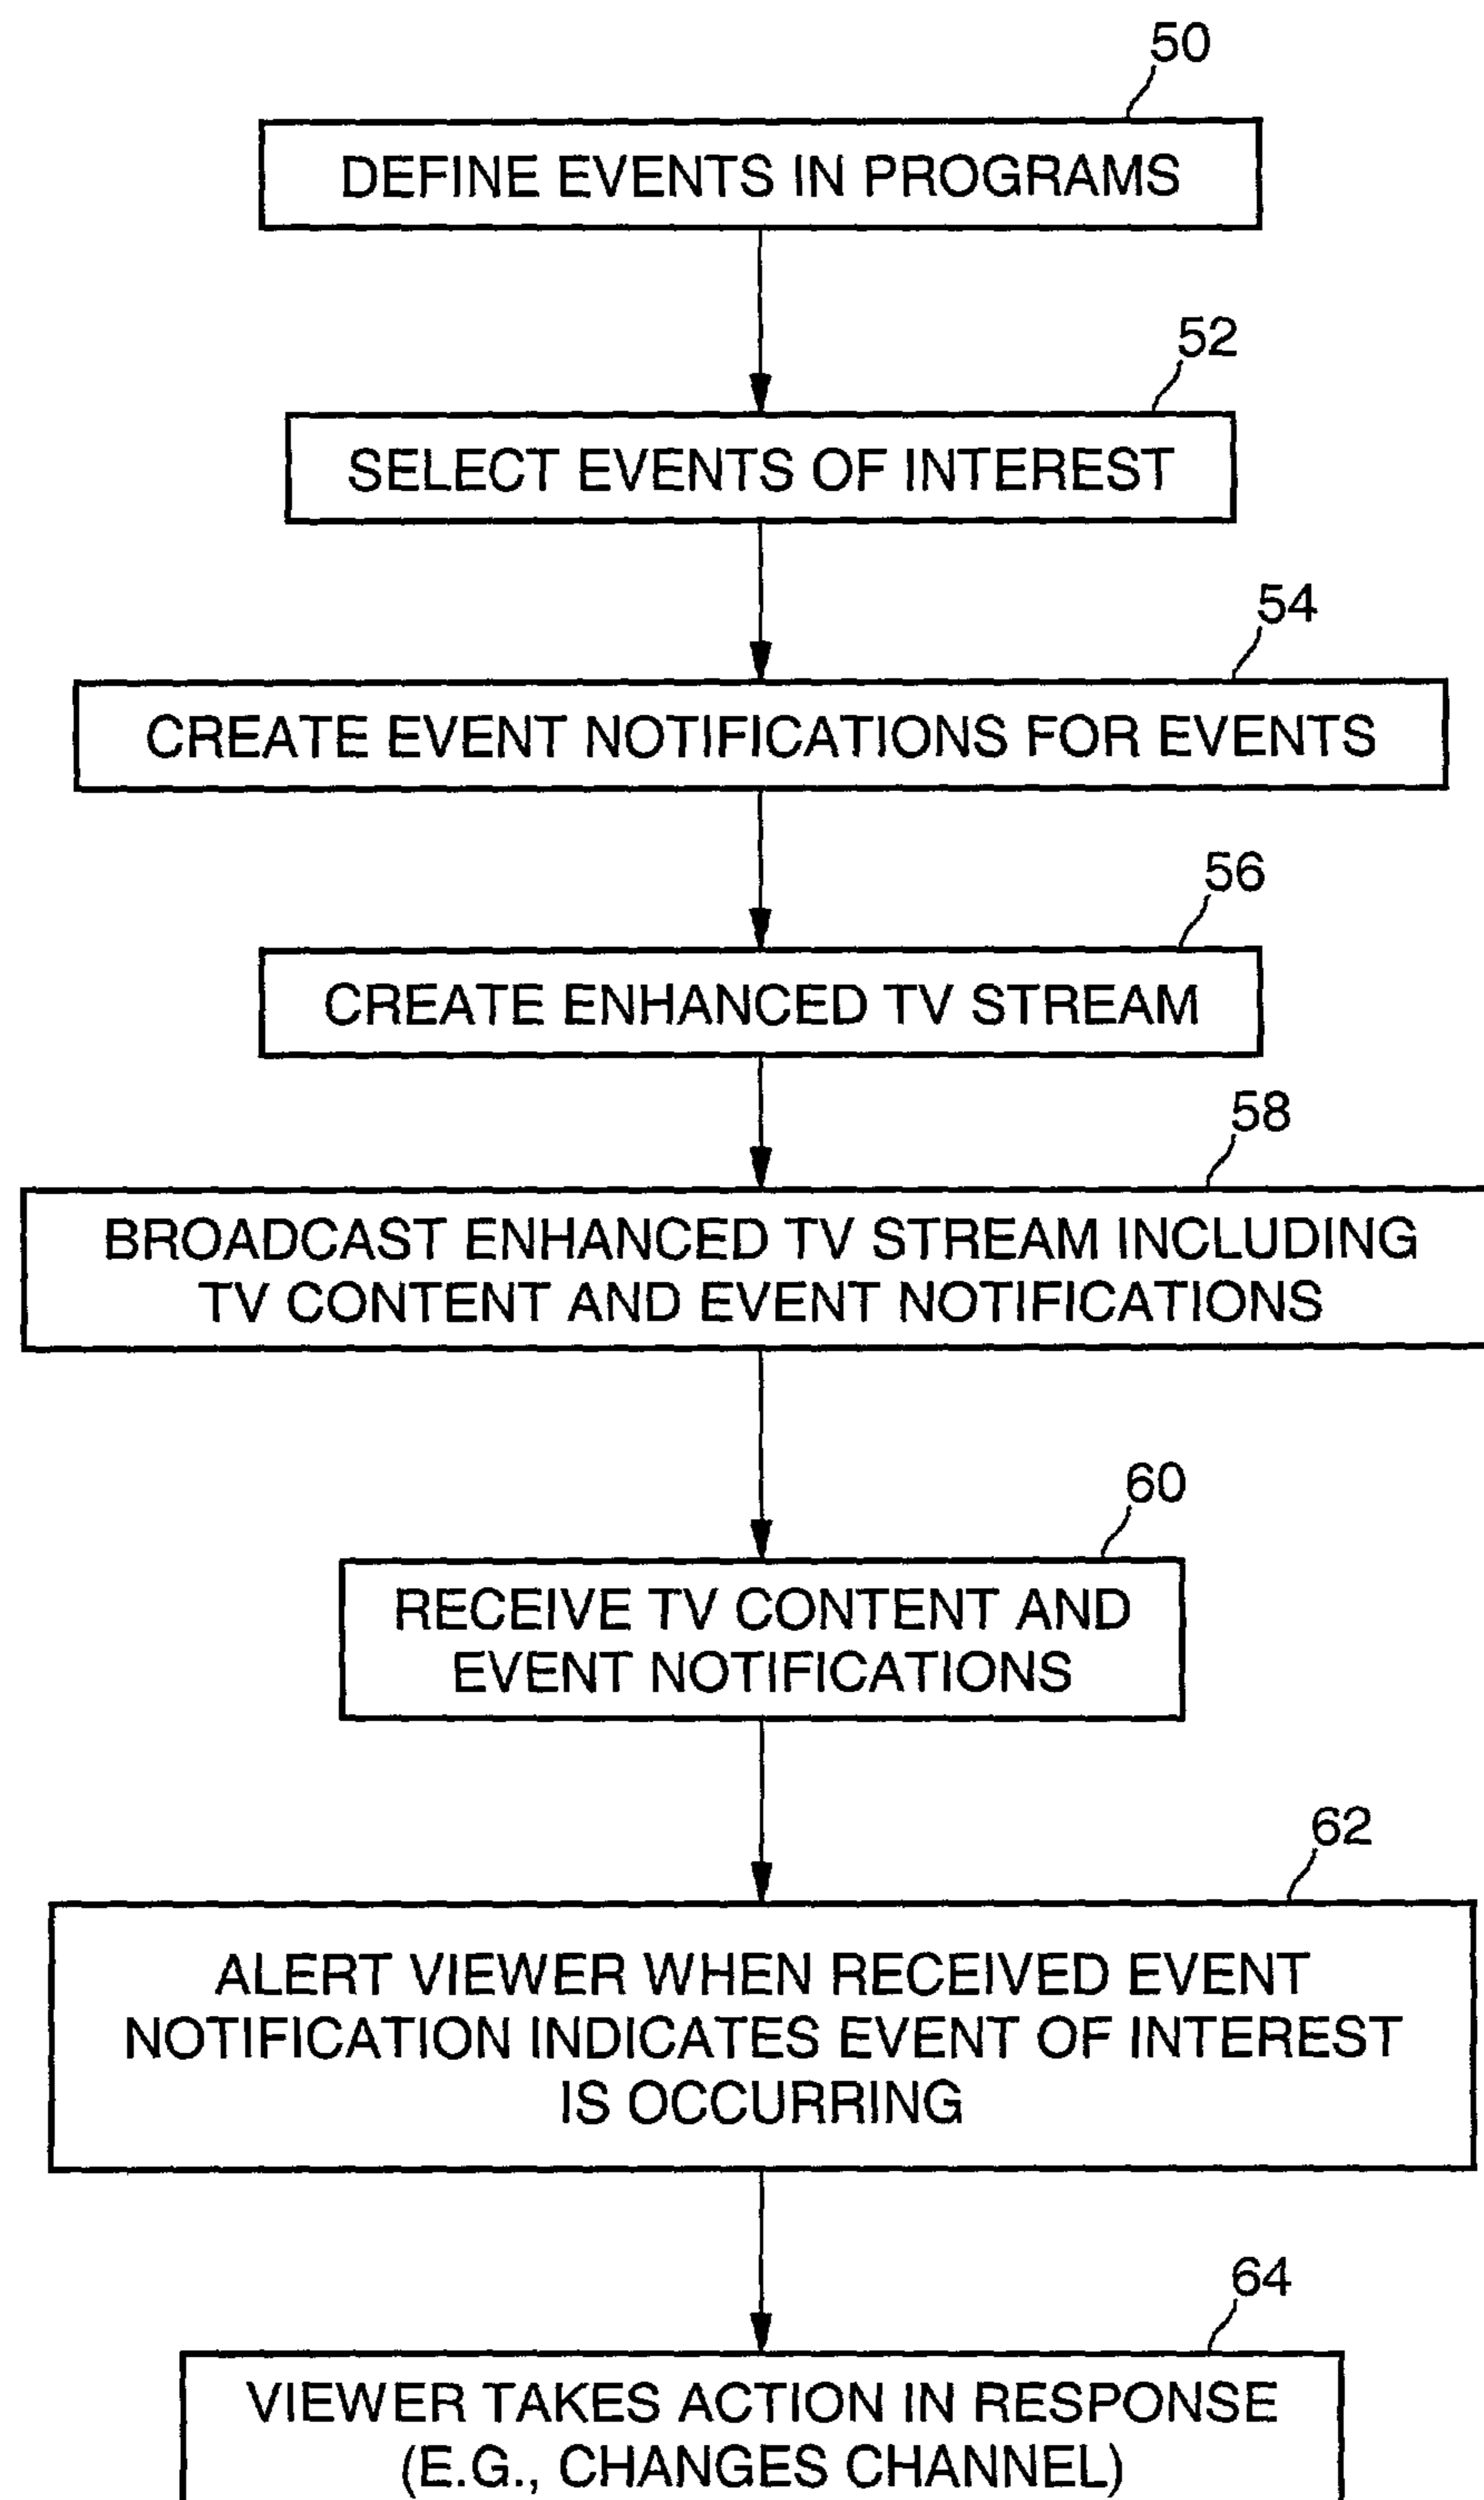 50
DEFINE EVENTS IN PROGRAMS
52
SELECT EVENTS OF INTEREST
54
CREATE EVENT NOTIFICATIONS FOR EVENTS
56
CREATE ENHANCED TV STREAM
58
BROADCAST ENHANCED TV STREAM INCLUDING
TV CONTENT AND EVENT NOTIFICATIONS
60
RECEIVE TV CONTENT AND
EVENT NOTIFICATIONS
62
ALERT VIEWER WHEN RECEIVED EVENT
NOTIFICATION INDICATES EVENT OF INTEREST
IS OCCURRING
64
VIEWER TAKES ACTION IN RESPONSE
(E.G., CHANGES CHANNEL)